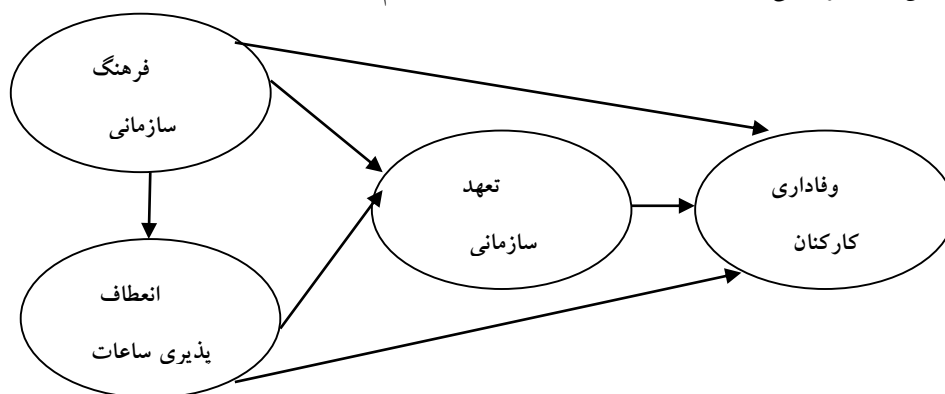 فرهنگ
سازمانی
تعهد
سازمانی
وفاداری
کارکنان
انعطاف
پذیری ساعات